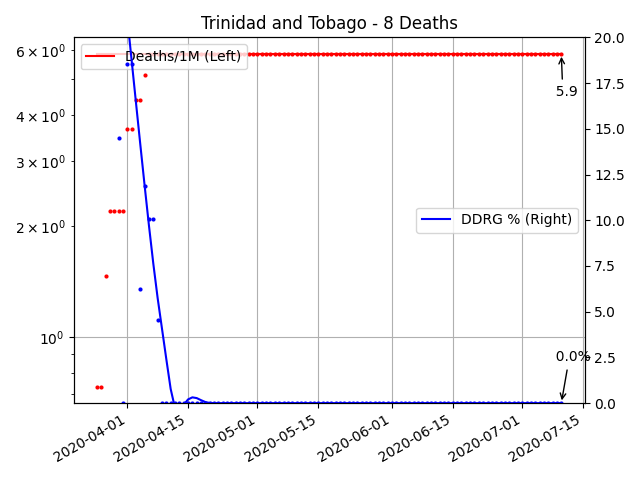 Trinidad and Tobago - 8 Deaths
Deaths/1M (Left)
DDRG % (Right)
5.9
0.0%
6 × 10⁰
4 × 10⁰
3 × 10⁰
2 × 10⁰
10⁰
20.0
17.5
15.0
12.5
10.0
7.5
5.0
2.5
0.0
2020-04-01
2020-04-15
2020-05-01
2020-05-15
2020-06-01
2020-06-15
2020-07-01
2020-07-15